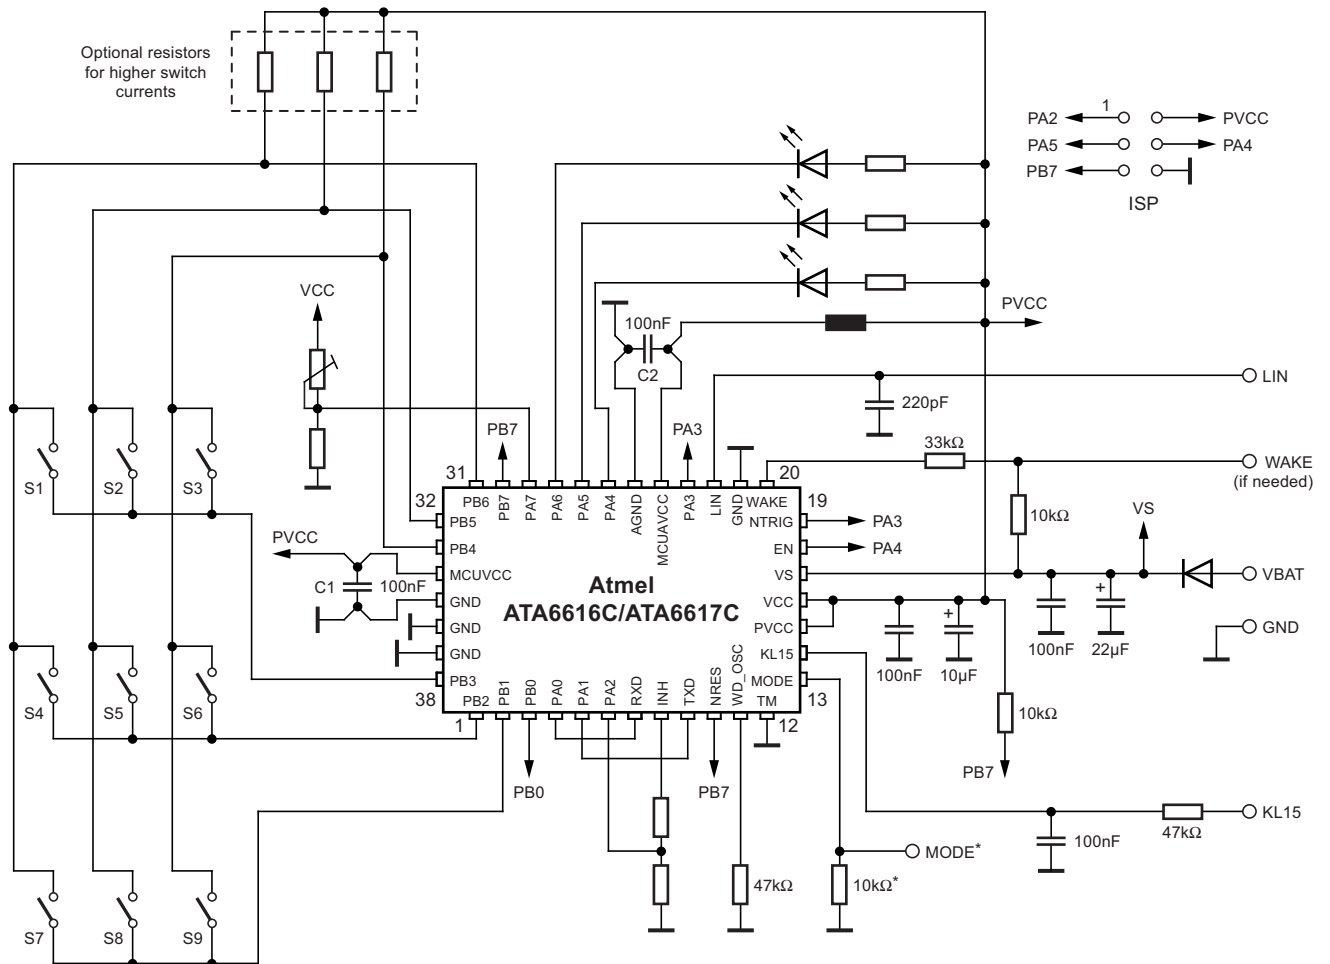 Optional resistors
for higher switch
currents
1
PA2
PVCC
PA5
PA4
PB7
ISP
VCC
100nF
C2
PVCC
LIN
220pF
PB7
PA3
33kΩ
WAKE
(if needed)
S1
S2
S3
31
20
32
19
PB6
PB7
PA7
PA6
PA5
PA4
AGND
MCUAVCC
PA3
LIN
GND
WAKE
10kΩ
VS
PB5
NTRIG
PA3
PVCC
PB4
EN
PA4
C1
100nF
MCUVCC
VS
VBAT
Atmel
ATA6616C/ATA6617C
GND
VCC
+
+
GND
PVCC
GND
100nF
22µF
GND
KL15
100nF
10µF
PB3
MODE
38
13
PB2
PB1
PB0
PA0
PA1
PA2
RXD
INH
TXD
NRES
WD_OSC
TM
S4
S5
S6
1
12
10kΩ
PB0
PB7
PB7
KL15
47kΩ
100nF
MODE*
47kΩ
10kΩ*
S7
S8
S9